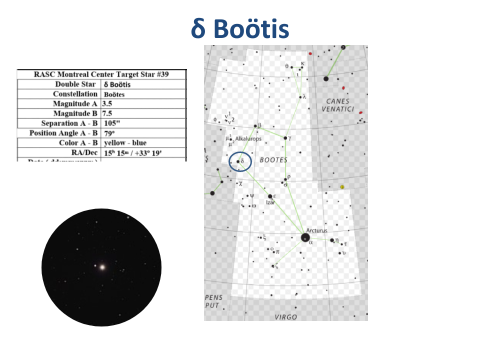 δ Boötis
RASC Montreal Center Target Star #39
Double Star δ Boötis
Constellation Boötes
Magnitude A 3.5
Magnitude B 7.5
Separation A - B 105"
Position Angle A - B 79º
Color A - B yellow - blue
RA/Dec 15ʰ 15ᵐ / +33º 19'
CANES
VENATICI
Alkalurops
BOOTES
Izar
Arcturus
α
PENS
PUT
VIRGO